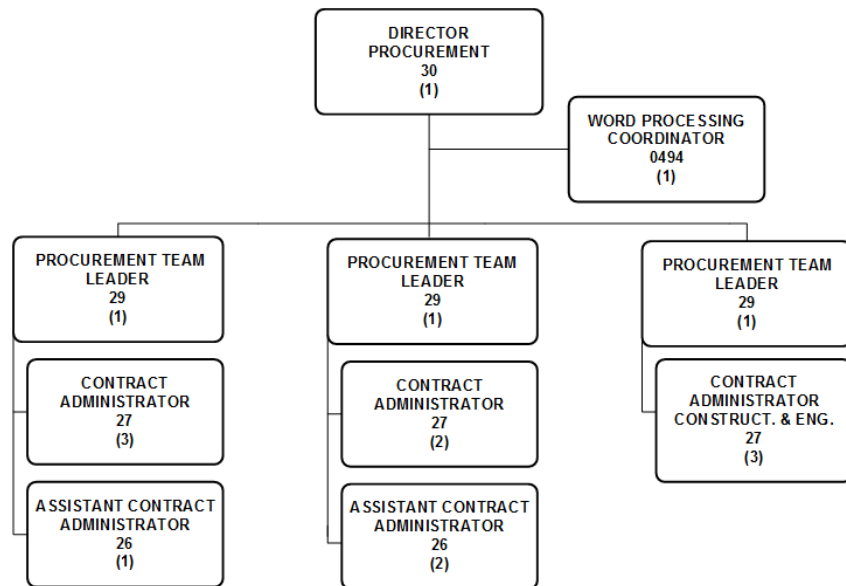 DIRECTOR
PROCUREMENT
30
(1)
WORD PROCESSING
COORDINATOR
0494
(1)
PROCUREMENT TEAM
LEADER
29
(1)
CONTRACT
ADMINISTRATOR
27
(3)
ASSISTANT CONTRACT
ADMINISTRATOR
26
(1)
PROCUREMENT TEAM
LEADER
29
(1)
CONTRACT
ADMINISTRATOR
27
(2)
ASSISTANT CONTRACT
ADMINISTRATOR
26
(2)
PROCUREMENT TEAM
LEADER
29
(1)
CONTRACT
ADMINISTRATOR
CONSTRUCT. & ENG.
27
(3)